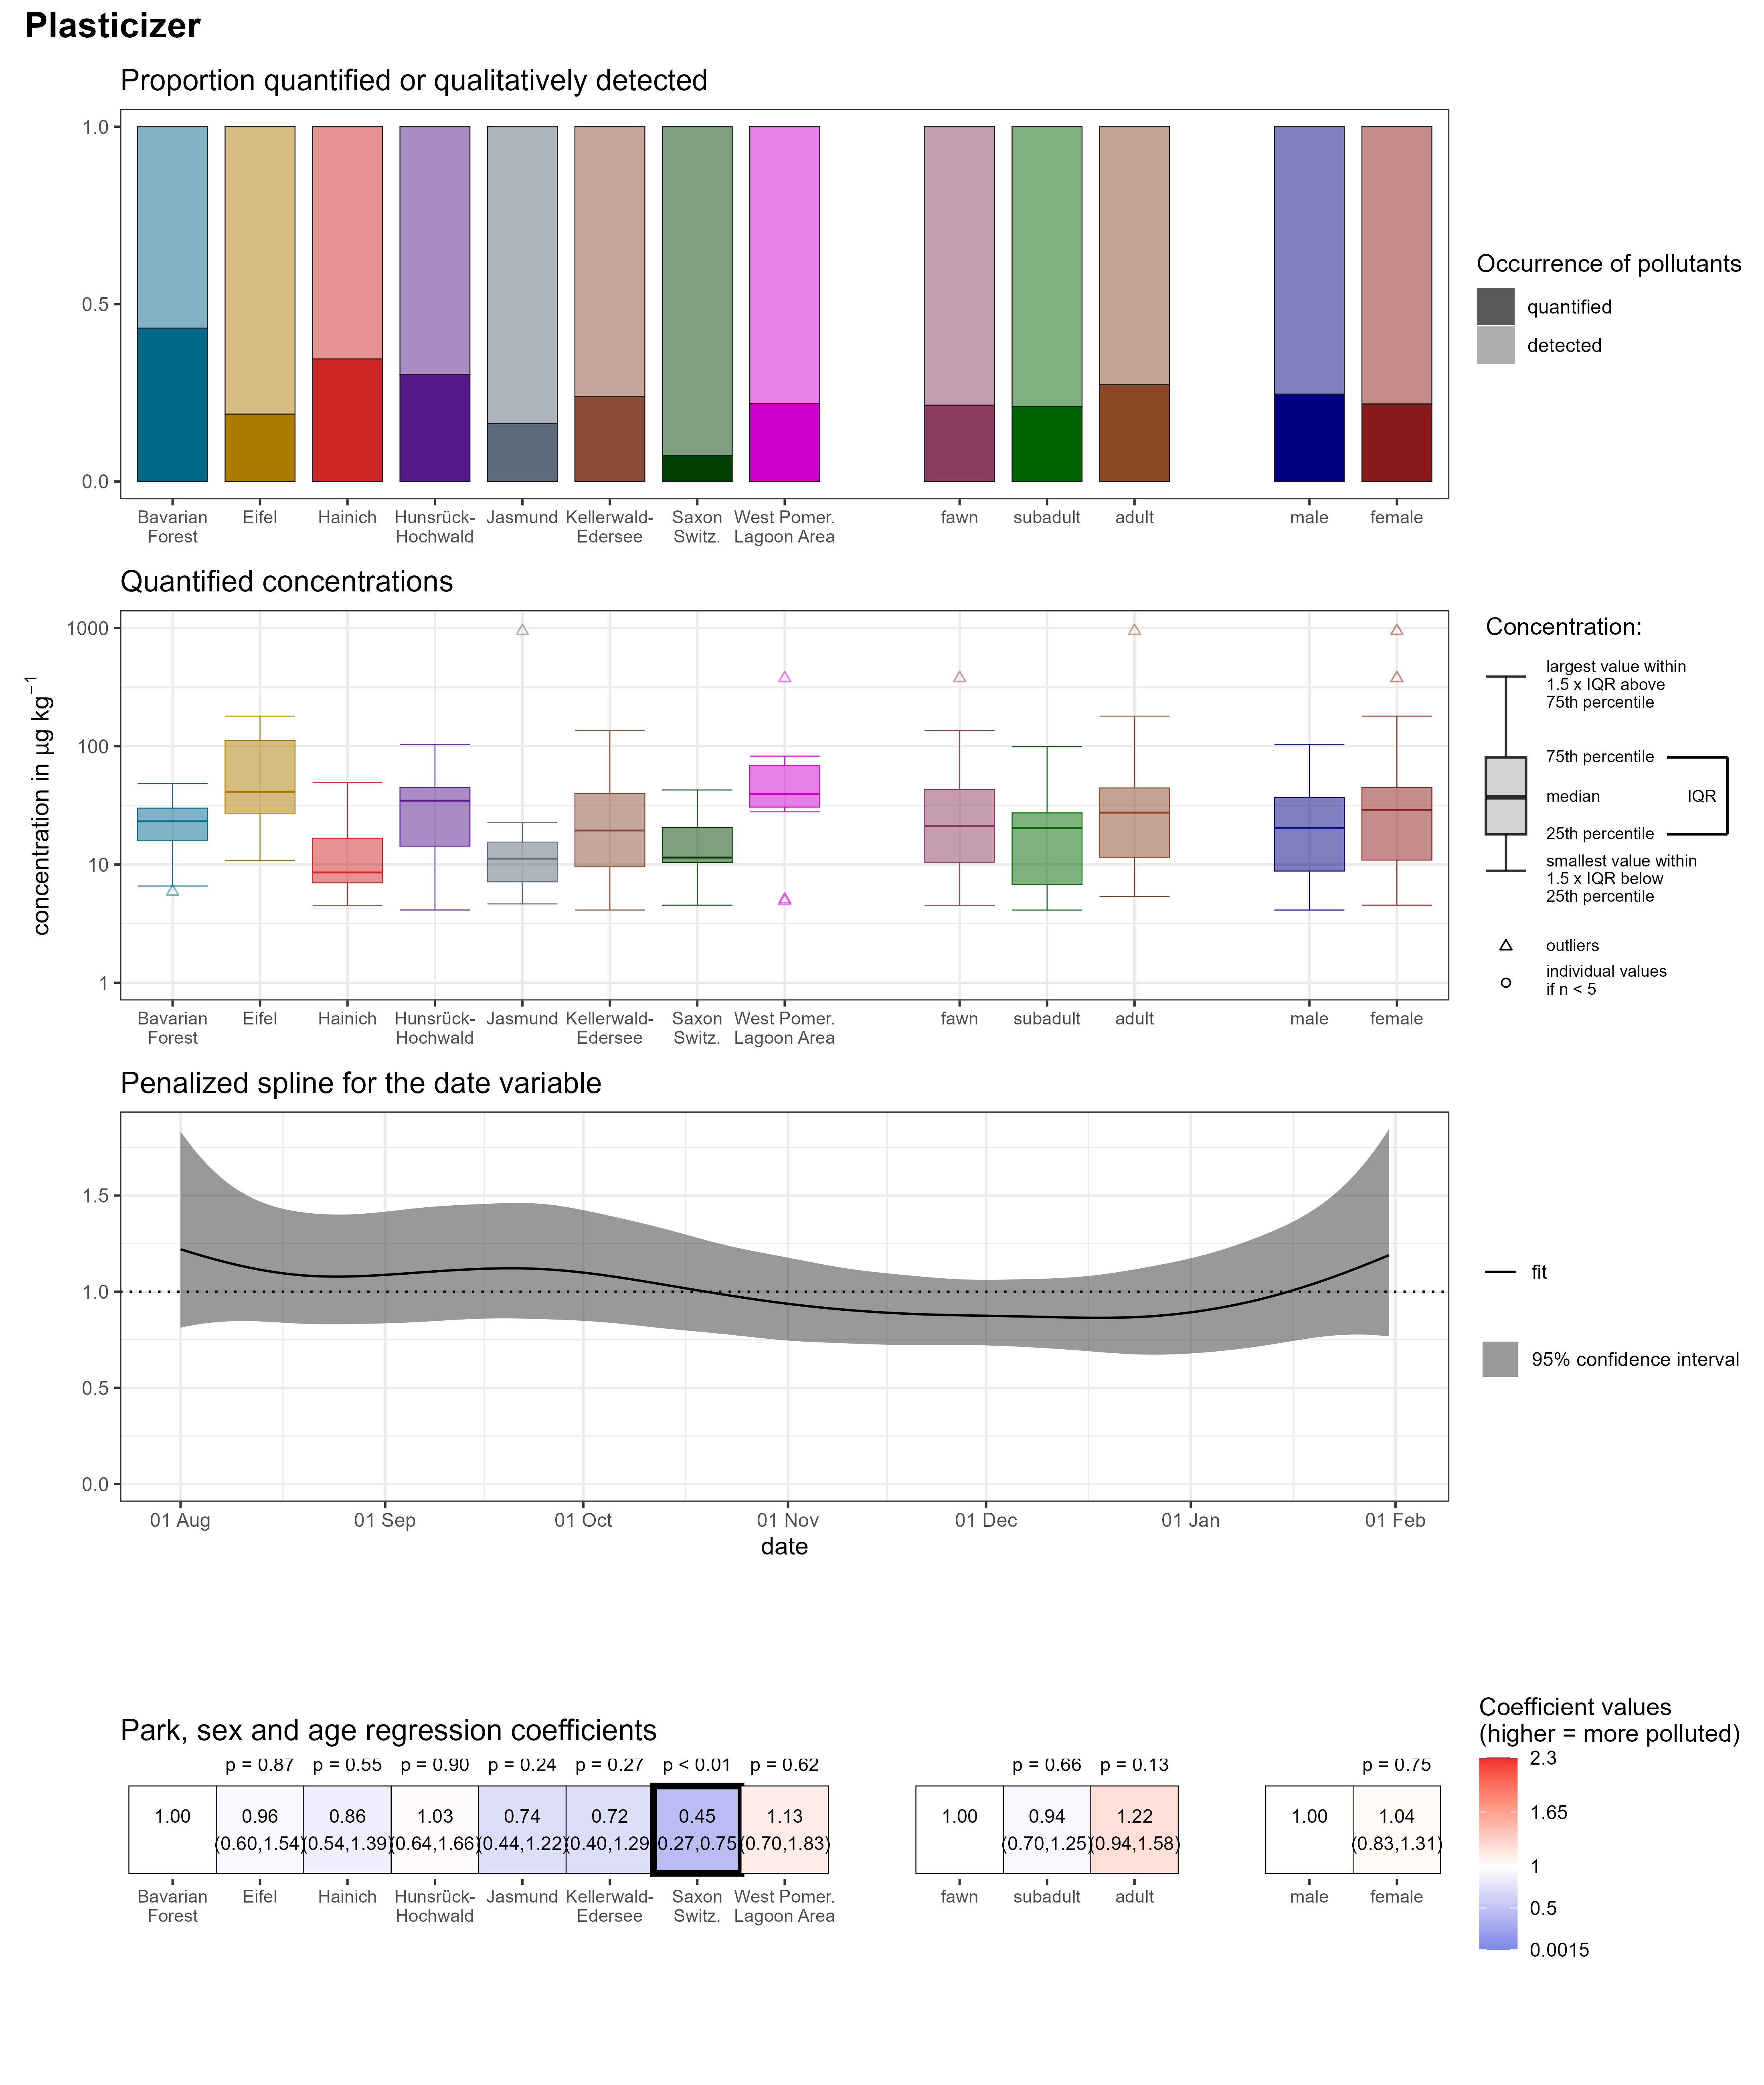 Plasticizer
Proportion quantified or qualitatively detected
1.0
0.5
0.0
Bavarian Forest
Eifel
Hainich
Hunsrück-Hochwald
Jasmund
Kellerwald-Edersee
Saxon Switz.
West Pomer. Lagoon Area
fawn
subadult
adult
male
female
Occurrence of pollutants
quantified
detected
Quantified concentrations
concentration in µg kg⁻¹
1000
100
10
1
Bavarian Forest
Eifel
Hainich
Hunsrück-Hochwald
Jasmund
Kellerwald-Edersee
Saxon Switz.
West Pomer. Lagoon Area
fawn
subadult
adult
male
female
Concentration:
largest value within
1.5 x IQR above
75th percentile
75th percentile
median
IQR
25th percentile
smallest value within
1.5 x IQR below
25th percentile
outliers
individual values
if n < 5
Penalized spline for the date variable
1.5
1.0
0.5
0.0
01 Aug
01 Sep
01 Oct
01 Nov
01 Dec
01 Jan
01 Feb
date
fit
95% confidence interval
Park, sex and age regression coefficients
p = 0.87
p = 0.55
p = 0.90
p = 0.24
p = 0.27
p < 0.01
p = 0.62
p = 0.66
p = 0.13
p = 0.75
1.00
0.96
0.86
1.03
0.74
0.72
0.45
1.13
1.00
0.94
1.22
1.00
1.04
(0.60,1.54)
(0.54,1.39)
(0.64,1.66)
(0.44,1.22)
(0.40,1.29)
(0.27,0.75)
(0.70,1.83)
(0.70,1.25)
(0.94,1.58)
(0.83,1.31)
Bavarian Forest
Eifel
Hainich
Hunsrück-Hochwald
Jasmund
Kellerwald-Edersee
Saxon Switz.
West Pomer. Lagoon Area
fawn
subadult
adult
male
female
Coefficient values
(higher = more polluted)
2.3
1.65
1
0.5
0.0015